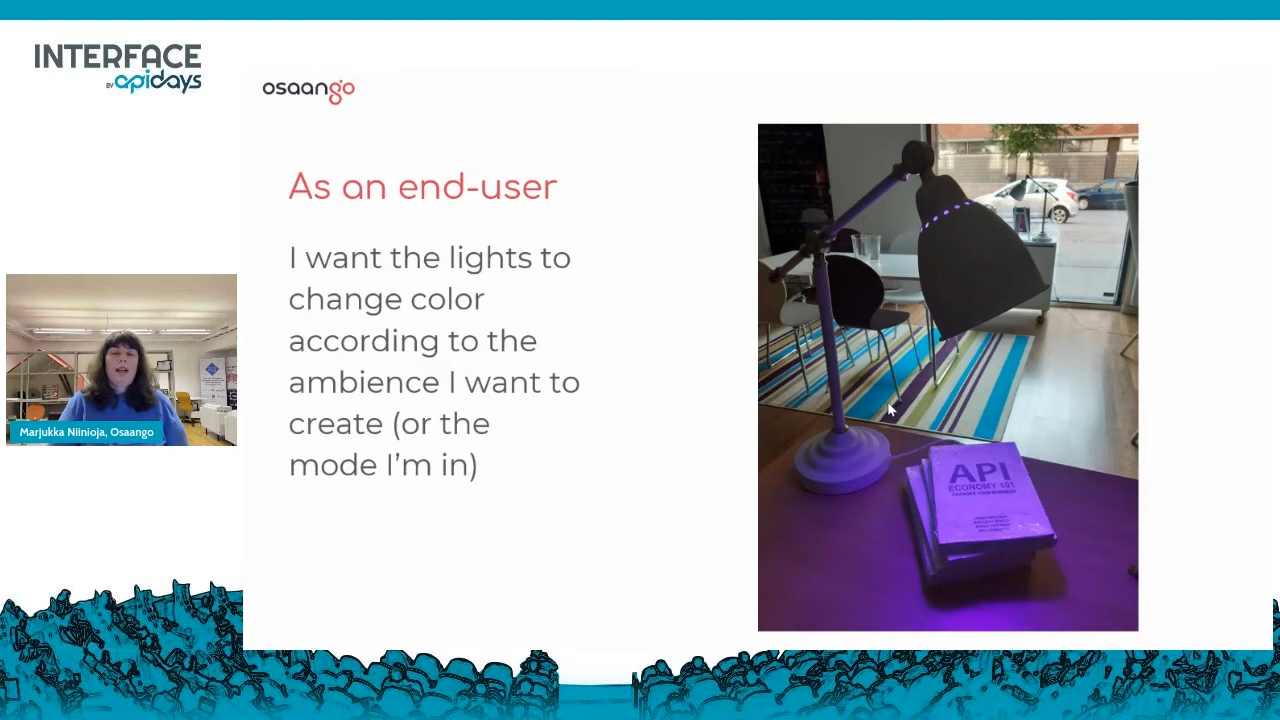 INTERFACE
BY apidays
osaango
As an end-user
I want the lights to
change color
according to the
ambience I want to
create (or the
mode I'm in)
Marjukka Niinioja, Osaango
API
ECONOMY 101